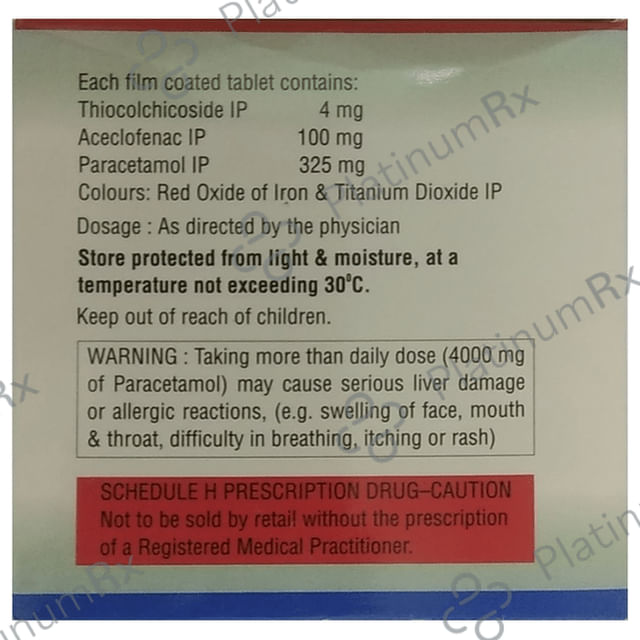 Each film coated tablet contains:
Thiocolchicoside IP 4 mg
Aceclofenac IP 100 mg
Paracetamol IP 325 mg
Colours: Red Oxide of Iron & Titanium Dioxide IP
Dosage : As directed by the physician
Store protected from light & moisture, at a
temperature not exceeding 30⁰C.
Keep out of reach of children.
WARNING : Taking more than daily dose (4000 mg
of Paracetamol) may cause serious liver damage
or allergic reactions, (e.g. swelling of face, mouth
& throat, difficulty in breathing, itching or rash)
SCHEDULE H PRESCRIPTION DRUG–CAUTION
Not to be sold by retail without the prescription
of a Registered Medical Practitioner.
PlatinumRx
PlatinumRx
PlatinumRx